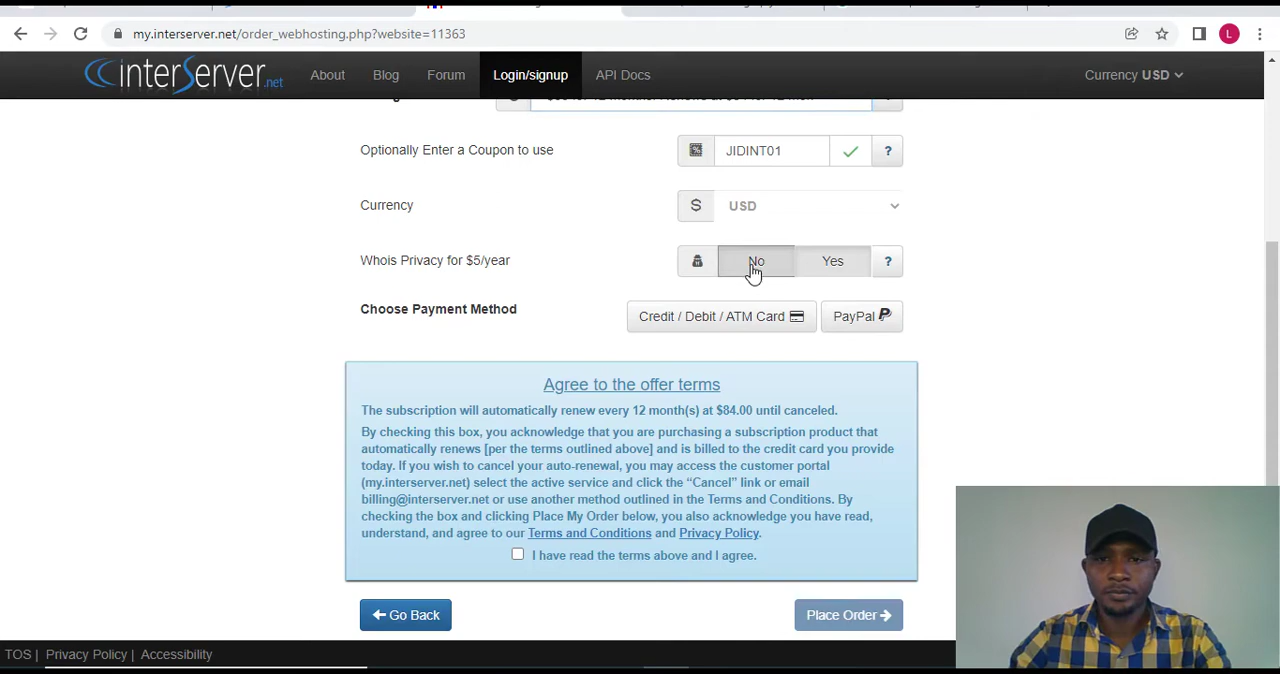 my.interserver.net/order_webhosting.php?website=11363
L
interServer.net About Blog Forum Login/signup API Docs Currency USD
Optionally Enter a Coupon to use JIDINT01 ?
Currency $ USD
Whois Privacy for $5/year No Yes ?
Choose Payment Method Credit / Debit / ATM Card PayPal
Agree to the offer terms
The subscription will automatically renew every 12 month(s) at $84.00 until canceled.
By checking this box, you acknowledge that you are purchasing a subscription product that
automatically renews [per the terms outlined above] and is billed to the credit card you provide
today. If you wish to cancel your auto-renewal, you may access the customer portal
(my.interserver.net) select the active service and click the “Cancel” link or email
billing@interserver.net or use another method outlined in the Terms and Conditions. By
checking the box and clicking Place My Order below, you also acknowledge you have read,
understand, and agree to our Terms and Conditions and Privacy Policy.
I have read the terms above and I agree.
Go Back Place Order
TOS | Privacy Policy | Accessibility